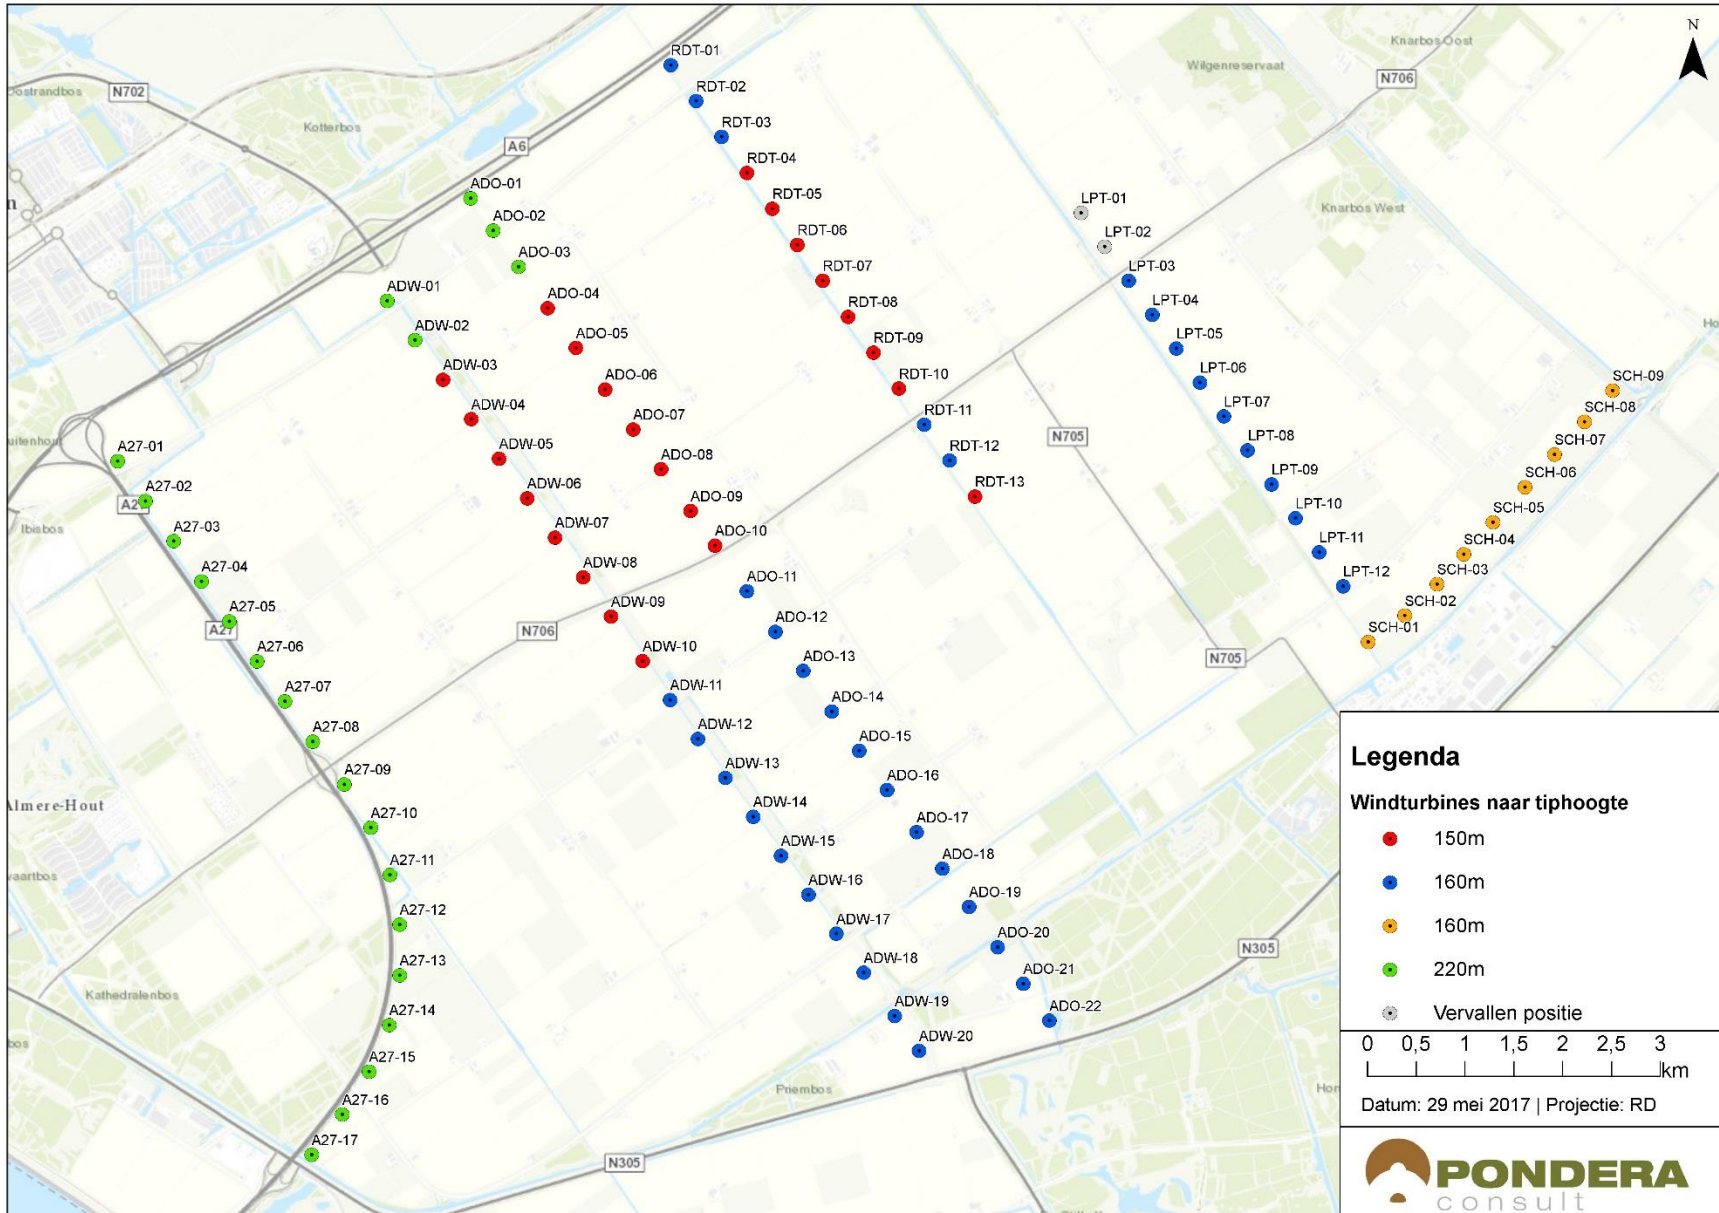 N
Knarbos Oost
RDT-01
Wilgenreservaat
N706
Oostrandbos
N702
RDT-02
Kotterbos
RDT-03
A6
RDT-04
ADO-01
RDT-05
LPT-01
Knarbos West
n
ADO-02
RDT-06
LPT-02
ADO-03
RDT-07
LPT-03
ADW-01
ADO-04
RDT-08
LPT-04
ADW-02
ADO-05
RDT-09
LPT-05
ADW-03
ADO-06
RDT-10
LPT-06
SCH-09
ADW-04
ADO-07
RDT-11
LPT-07
SCH-08
N705
uitenhout
A27-01
ADW-05
ADO-08
RDT-12
LPT-08
SCH-07
ADW-06
LPT-09
SCH-06
A27-02
ADO-09
RDT-13
LPT-10
SCH-05
Ibisbos
A27-03
ADW-07
ADO-10
LPT-11
SCH-04
A27-04
ADW-08
ADO-11
LPT-12
SCH-03
A27-05
ADW-09
ADO-12
SCH-02
A27
N706
SCH-01
A27-06
ADW-10
ADO-13
N705
A27-07
ADW-11
ADO-14
A27-08
ADW-12
ADO-15
A27-09
ADW-13
ADO-16
Almere-Hout
A27-10
ADW-14
ADO-17
A27-11
ADW-15
ADO-18
vaartbos
A27-12
ADW-16
ADO-19
A27-13
ADW-17
ADO-20
N305
Kathedralenbos
A27-14
ADW-18
ADO-21
bos
A27-15
ADW-19
ADO-22
A27-16
ADW-20
Priembos
A27-17
N305
Legenda
Windturbines naar tiphoogte
150m
160m
160m
220m
Vervallen positie
0 0,5 1 1,5 2 2,5 3
km
Datum: 29 mei 2017 | Projectie: RD
PONDERA
consult